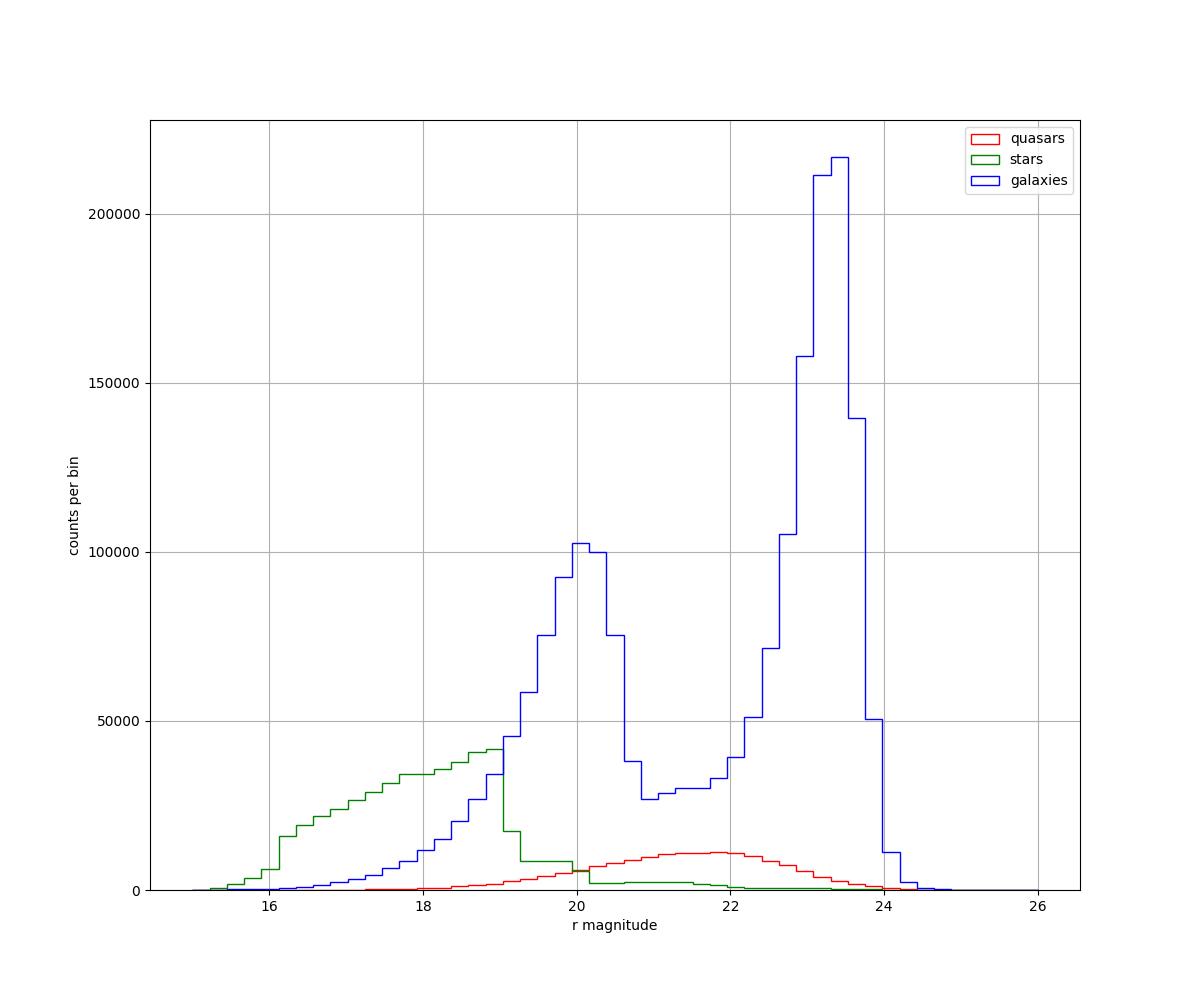 quasars
stars
galaxies
200000
150000
100000
50000
0
counts per bin
16 18 20 22 24 26
r magnitude